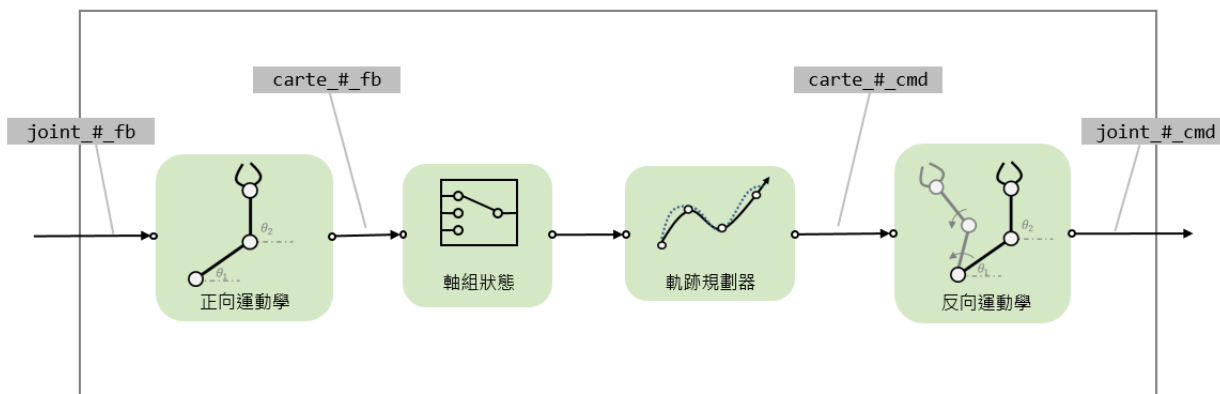 carte_#_fb
carte_#_cmd
joint_#_fb
joint_#_cmd
θ₂
θ₁
正向運動學
軸組狀態
軌跡規劃器
θ₂
θ₁
反向運動學